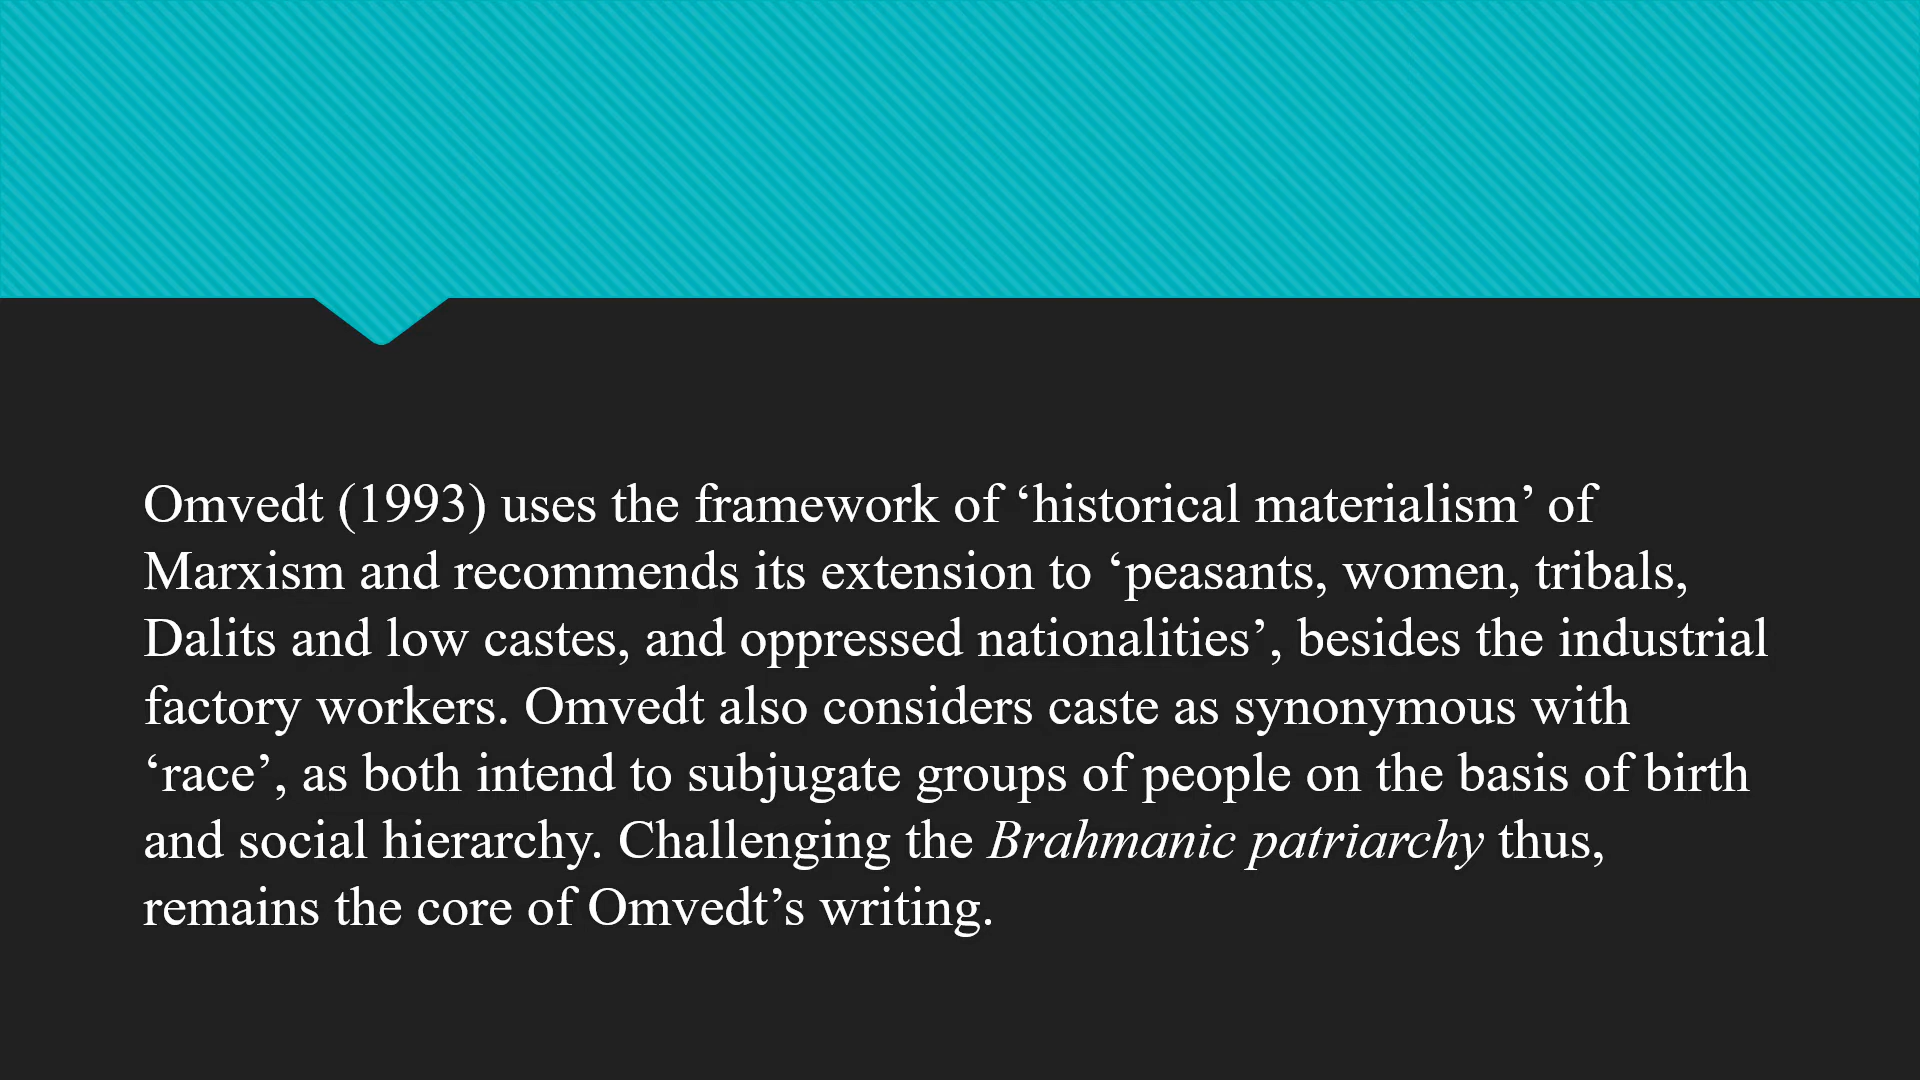 Omvedt (1993) uses the framework of ‘historical materialism’ of
Marxism and recommends its extension to ‘peasants, women, tribals,
Dalits and low castes, and oppressed nationalities’, besides the industrial
factory workers. Omvedt also considers caste as synonymous with
‘race’, as both intend to subjugate groups of people on the basis of birth
and social hierarchy. Challenging the Brahmanic patriarchy thus,
remains the core of Omvedt’s writing.